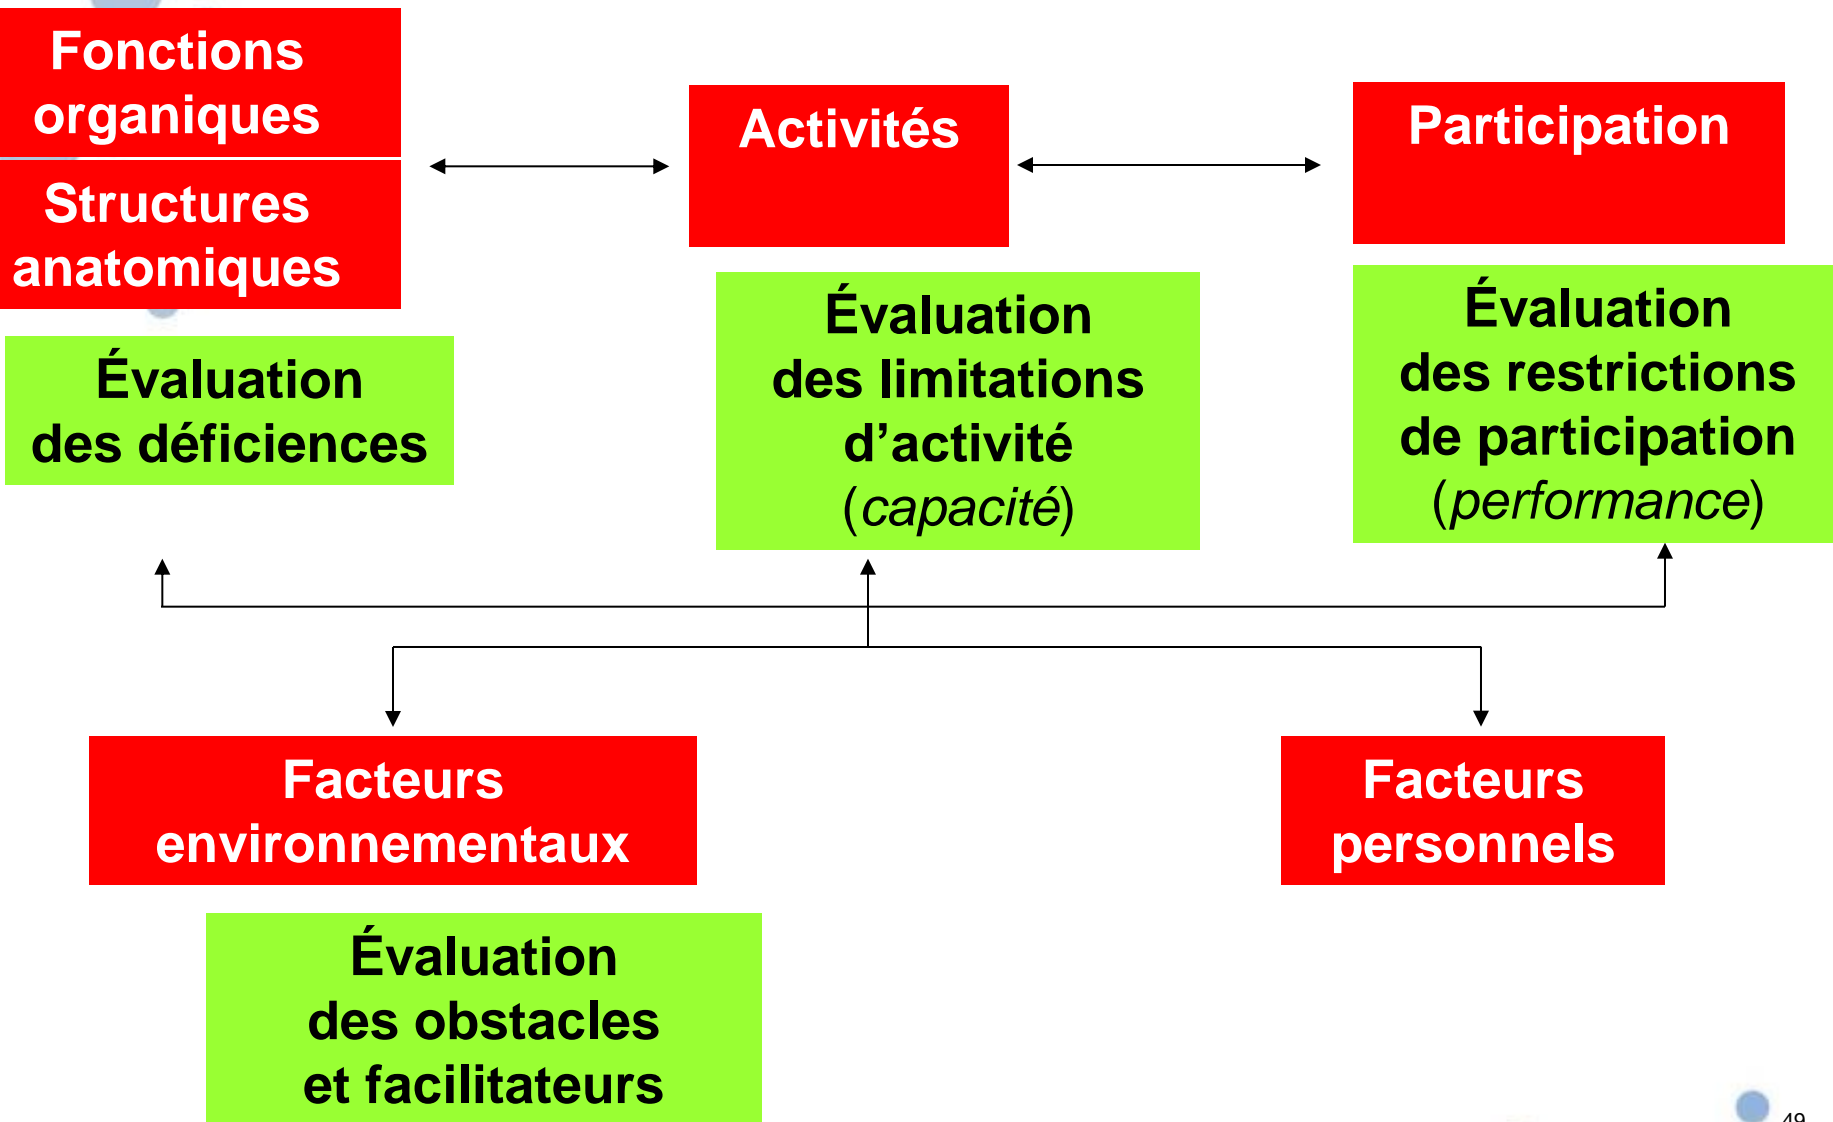 Fonctions
organiques
Structures
anatomiques
Évaluation
des déficiences
Activités
Évaluation
des limitations
d’activité
(capacité)
Participation
Évaluation
des restrictions
de participation
(performance)
Facteurs
environnementaux
Évaluation
des obstacles
et facilitateurs
Facteurs
personnels
49